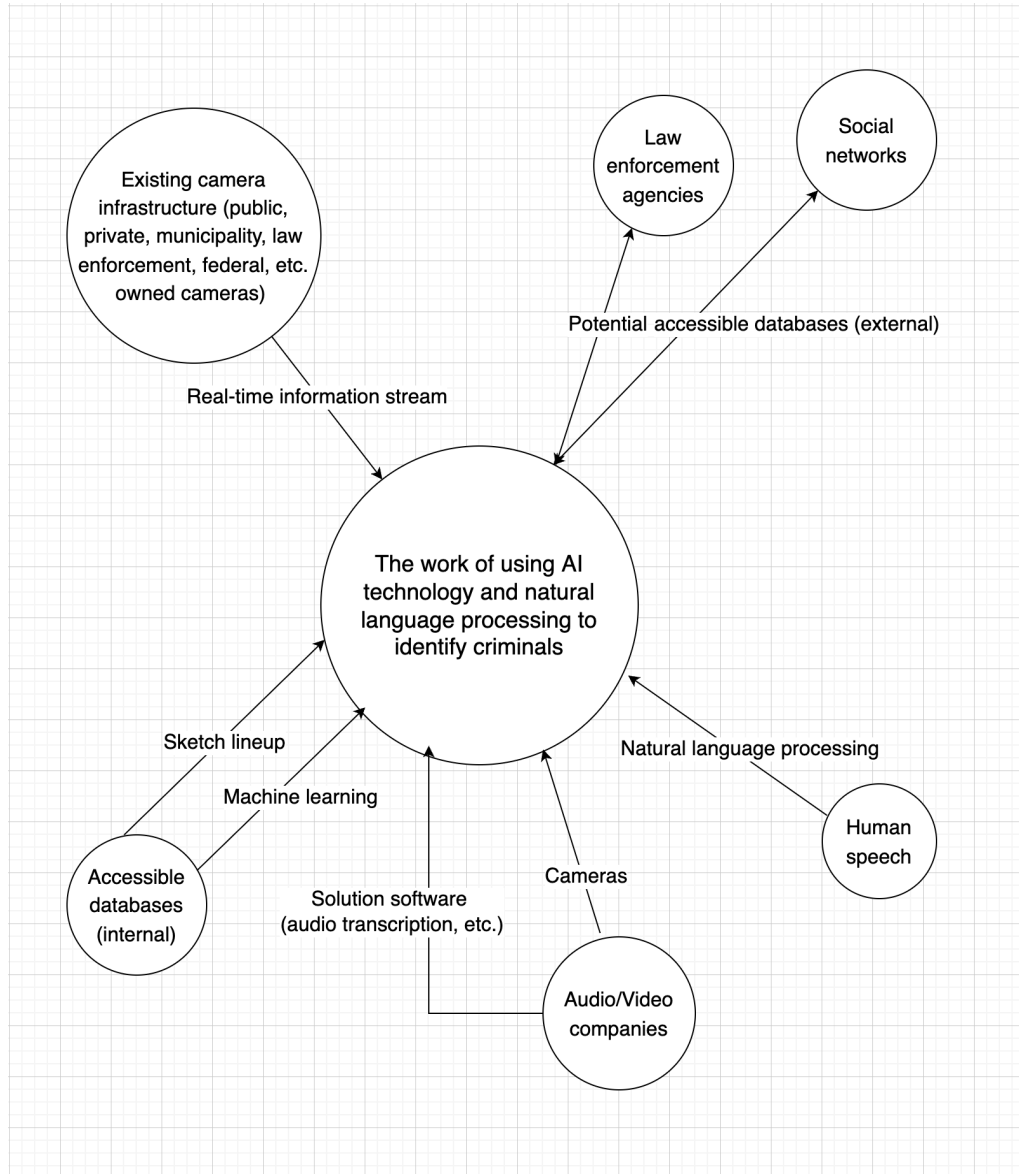 Existing camera
infrastructure (public,
private, municipality, law
enforcement, federal, etc.
owned cameras)
Law
enforcement
agencies
Social
networks
Potential accessible databases (external)
Real-time information stream
The work of using AI
technology and natural
language processing to
identify criminals
Sketch lineup
Machine learning
Natural language processing
Accessible
databases
(internal)
Solution software
(audio transcription, etc.)
Cameras
Human
speech
Audio/Video
companies